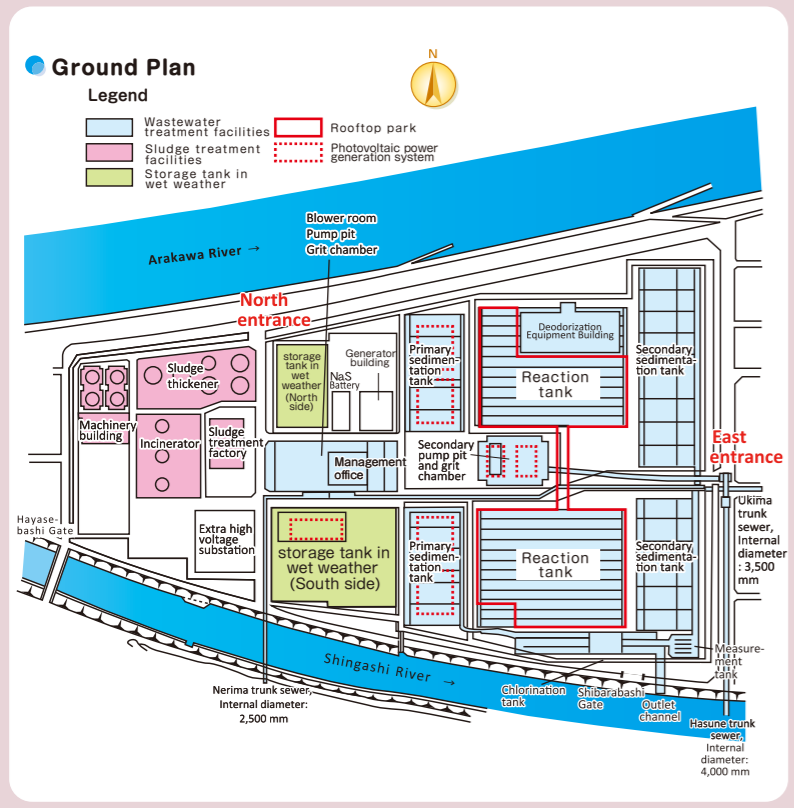 Ground Plan
N
Legend
Wastewater
treatment facilities
Rooftop park
Sludge treatment
facilities
Photovoltaic power
generation system
Storage tank in
wet weather
Blower room
Pump pit
Grit chamber
Arakawa River →
North
entrance
Sludge
thickener
storage
tank in
wet
weather
(North
side)
NaS
Battery
Generator
building
Primary
sedimen-
tation
tank
Deodorization
Equipment Building
Reaction
tank
Secondary
sedimenta-
tion tank
Machinery
building
Incinerator
Sludge
treatment
factory
Management
office
Secondary
pump pit
and grit
chamber
East
entrance
Hayase-
bashi Gate
Extra high
voltage
substation
storage tank in
wet weather
(South side)
Primary
sedimen-
tation
tank
Reaction
tank
Secondary
sedimenta-
tion tank
Ukima
trunk
sewer,
Internal
diameter
: 3,500
mm
Shingashi River →
Measure-
ment
tank
Nerima trunk sewer,
Internal diameter:
2,500 mm
Chlorination
tank
Shibarabashi
Gate
Outlet
channel
Hasune trunk
sewer,
Internal
diameter:
4,000 mm